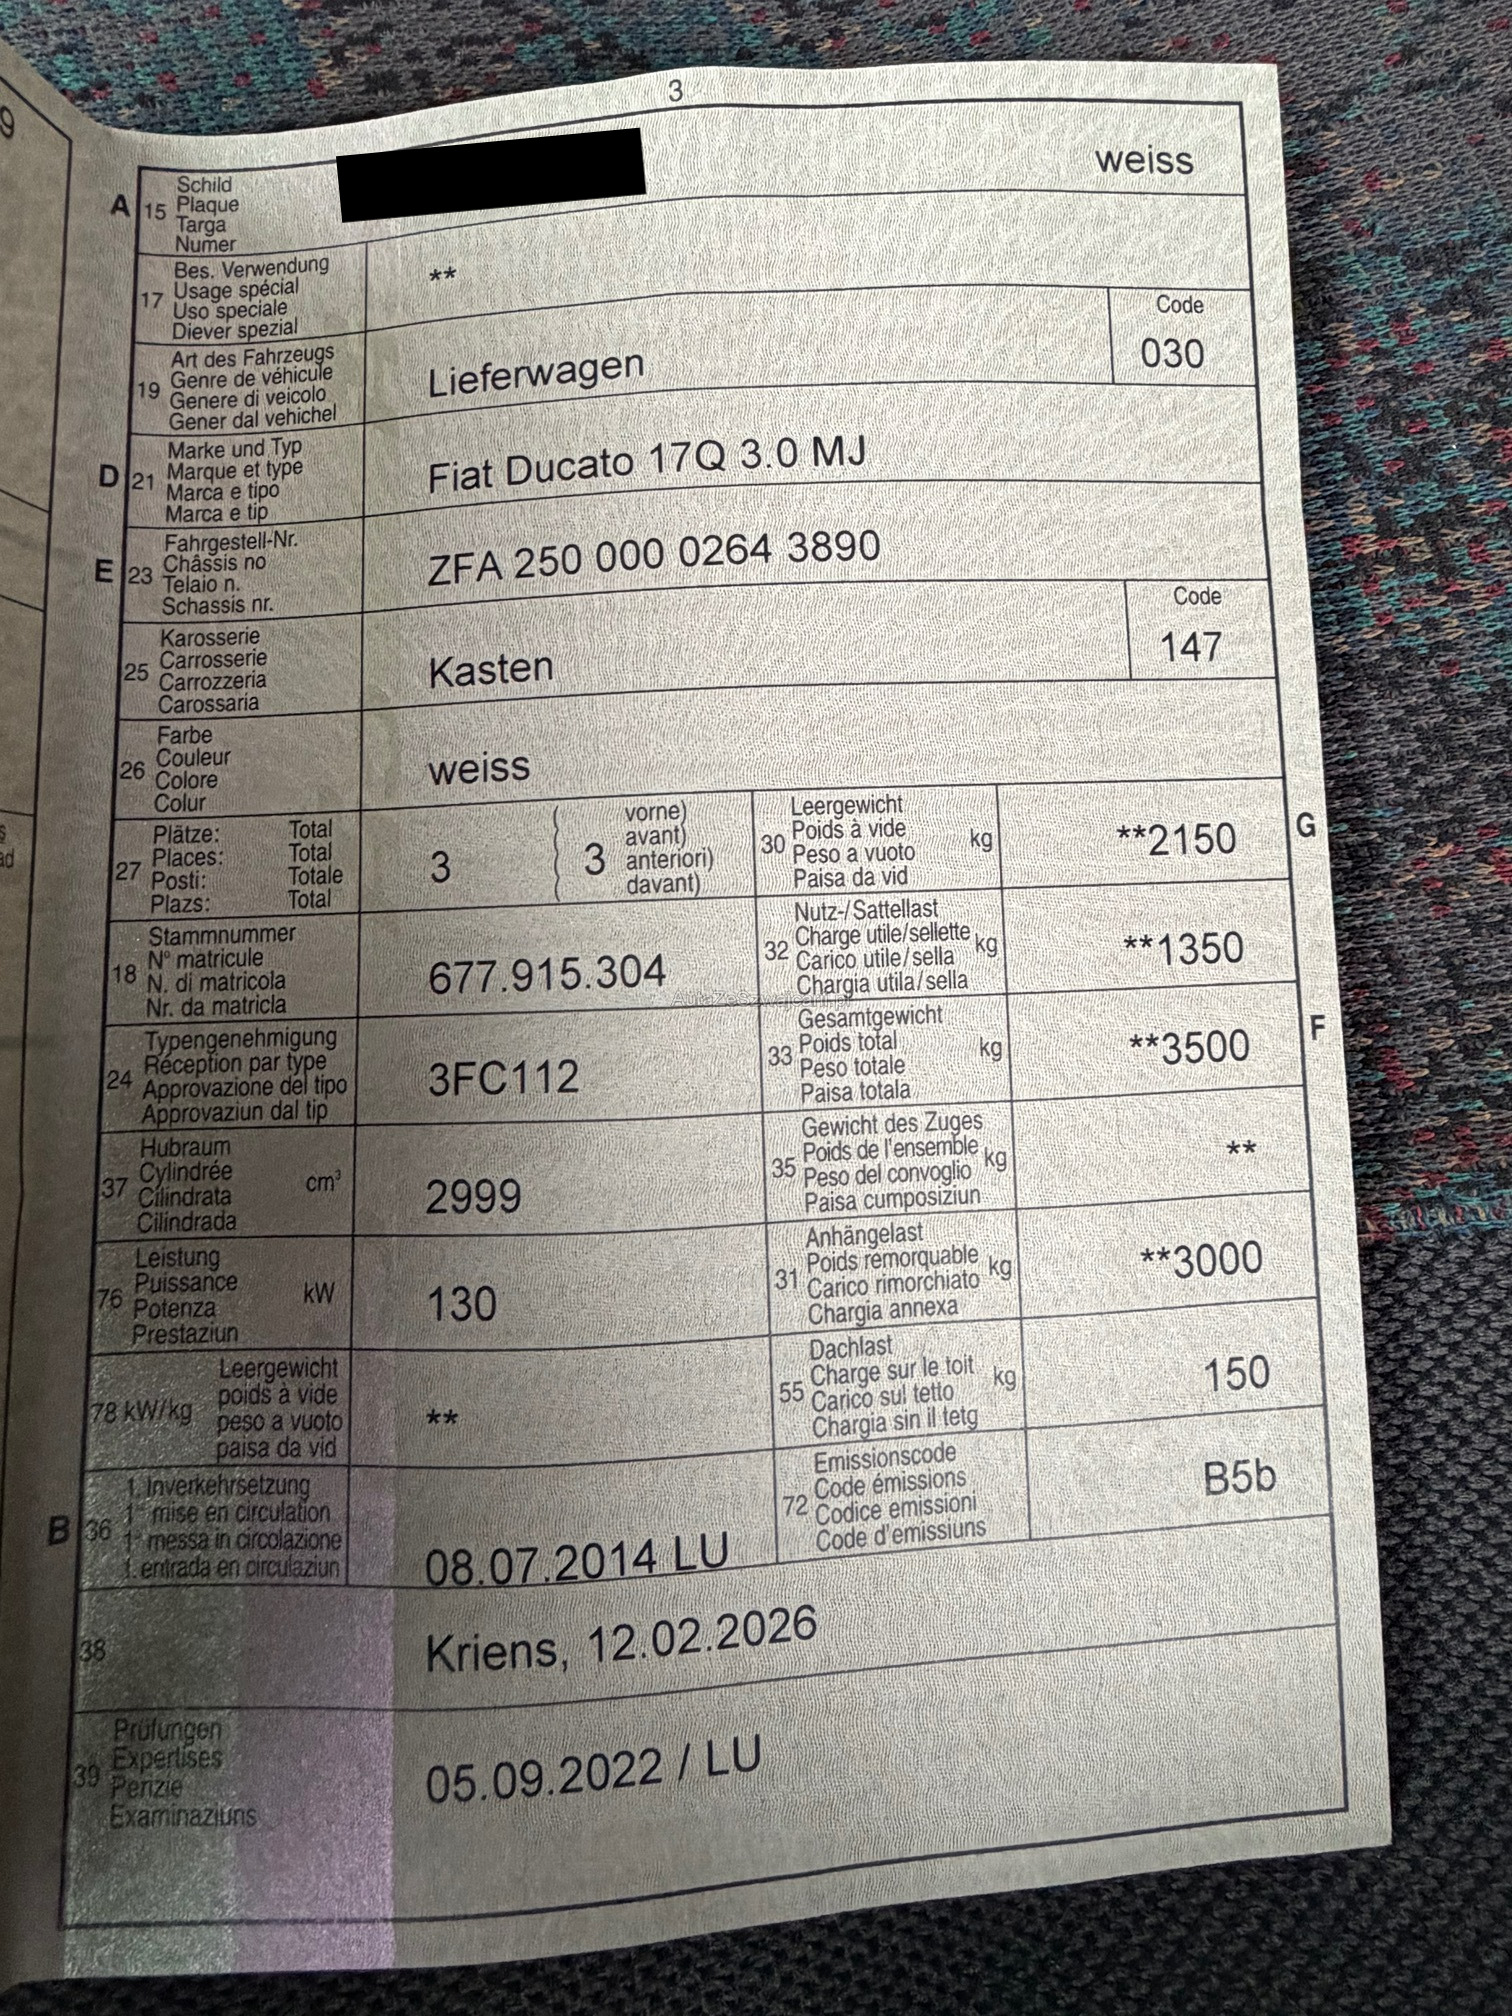 9
3
A 15 Schild
Plaque
Targa
Numer
weiss
17 Bes. Verwendung
Usage spécial
Uso speciale
Diever spezial
**
19 Art des Fahrzeugs
Genre de véhicule
Genere di veicolo
Gener dal vehichel
Lieferwagen
Code
030
D 21 Marke und Typ
Marque et type
Marca e tipo
Marca e tip
Fiat Ducato 17Q 3.0 MJ
E 23 Fahrgestell-Nr.
Châssis no
Telaio n.
Schassis nr.
ZFA 250 000 0264 3890
25 Karosserie
Carrosserie
Carrozzeria
Carossaria
Kasten
Code
147
26 Farbe
Couleur
Colore
Colur
weiss
27 Plätze: Total
Places: Total
Posti: Totale
Plazs: Total
3
3
vorne)
avant)
anteriori)
davant)
30 Leergewicht
Poids à vide kg
Peso a vuoto
Paisa da vid
**2150
G
18 Stammnummer
N° matricule
N. di matricola
Nr. da matricla
677.915.304
32 Nutz-/Sattellast
Charge utile/sellette kg
Carico utile/sella
Chargia utila/sella
**1350
24 Typengenehmigung
Réception par type
Approvazione del tipo
Approvaziun dal tip
3FC112
33 Gesamtgewicht
Poids total kg
Peso totale
Paisa totala
**3500
F
37 Hubraum
Cylindrée cm³
Cilindrata
Cilindrada
2999
35 Gewicht des Zuges
Poids de l'ensemble kg
Peso del convoglio
Paisa cumposiziun
**
76 Leistung
Puissance kW
Potenza
Prestaziun
130
31 Anhängelast
Poids remorquable kg
Carico rimorchiato
Chargia annexa
**3000
78 kW/kg Leergewicht
poids à vide
peso a vuoto
paisa da vid
**
55 Dachlast
Charge sur le toit kg
Carico sul tetto
Chargia sin il tetg
150
B 36 1. Inverkehrsetzung
1re mise en circulation
1a messa in circolazione
1. entrada en circulaziun
08.07.2014 LU
72 Emissionscode
Code émissions
Codice emissioni
Code d'emissiuns
B5b
38
Kriens, 12.02.2026
39 Prüfungen
Expertises
Perizie
Examinaziuns
05.09.2022 / LU